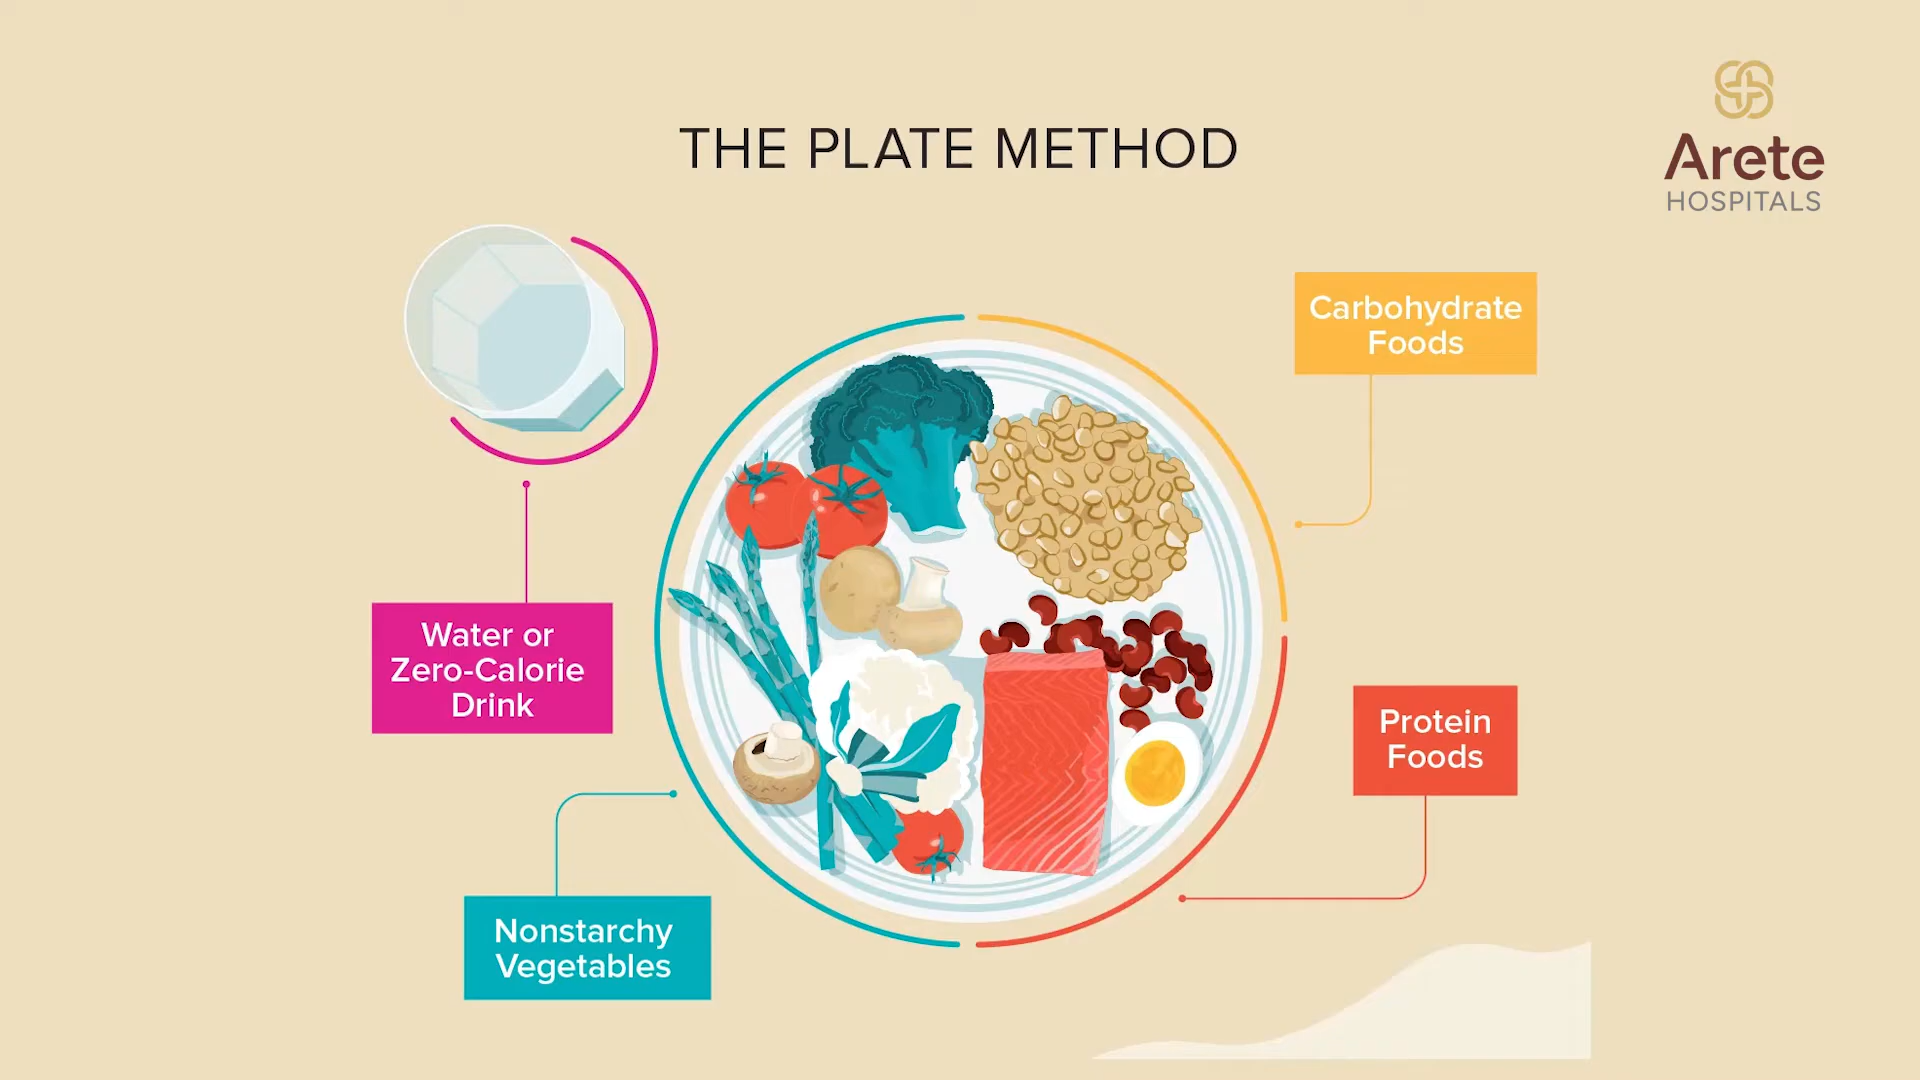 THE PLATE METHOD
Arete
HOSPITALS
Carbohydrate
Foods
Water or
Zero-Calorie
Drink
Protein
Foods
Nonstarchy
Vegetables